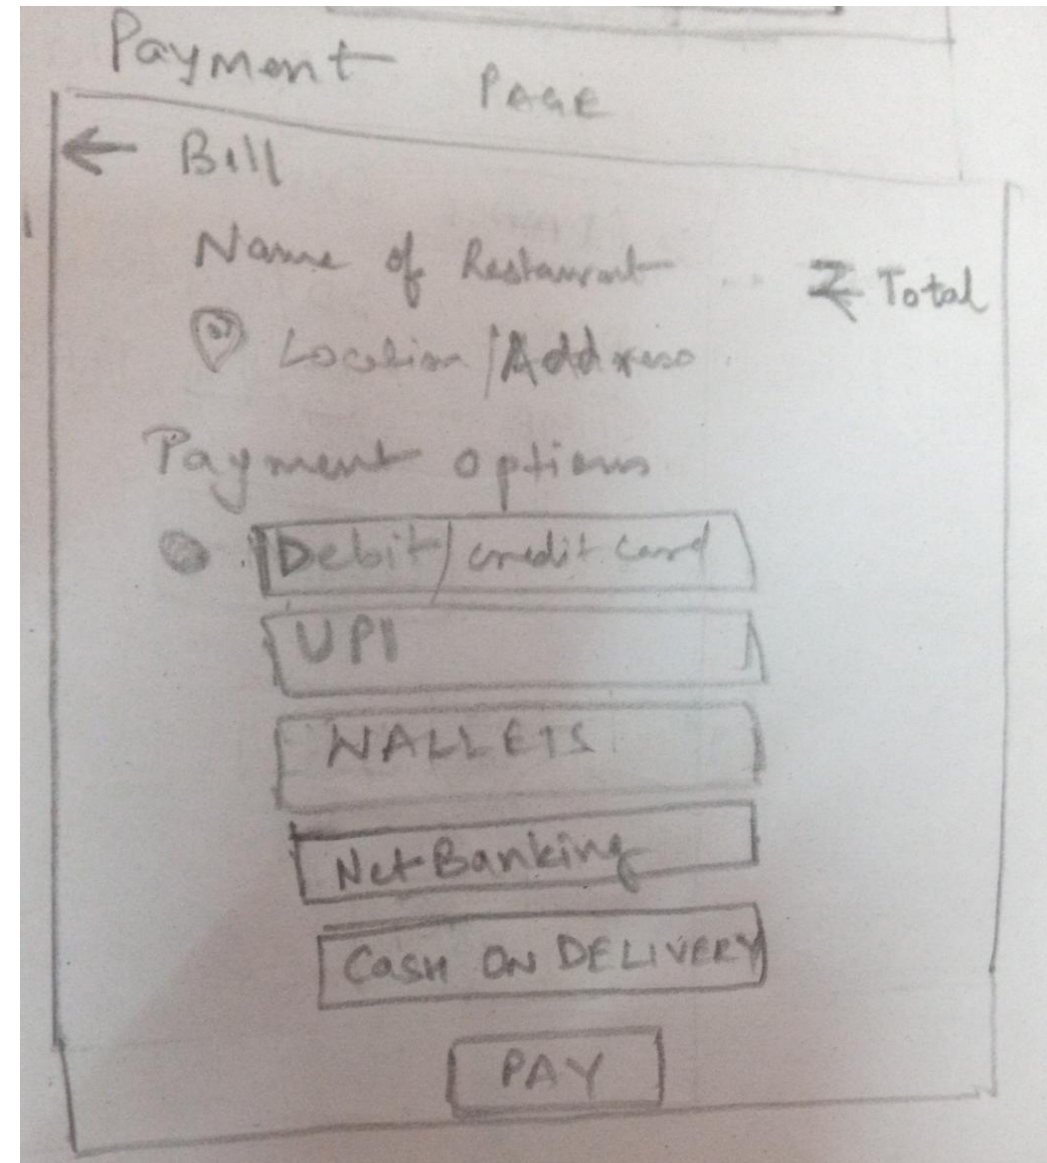 Payment PAGE
← Bill
Name of Restaurant .. ₹ Total
Location/Address
Payment options
Debit/credit card
UPI
WALLETS
Net Banking
CASH ON DELIVERY
PAY